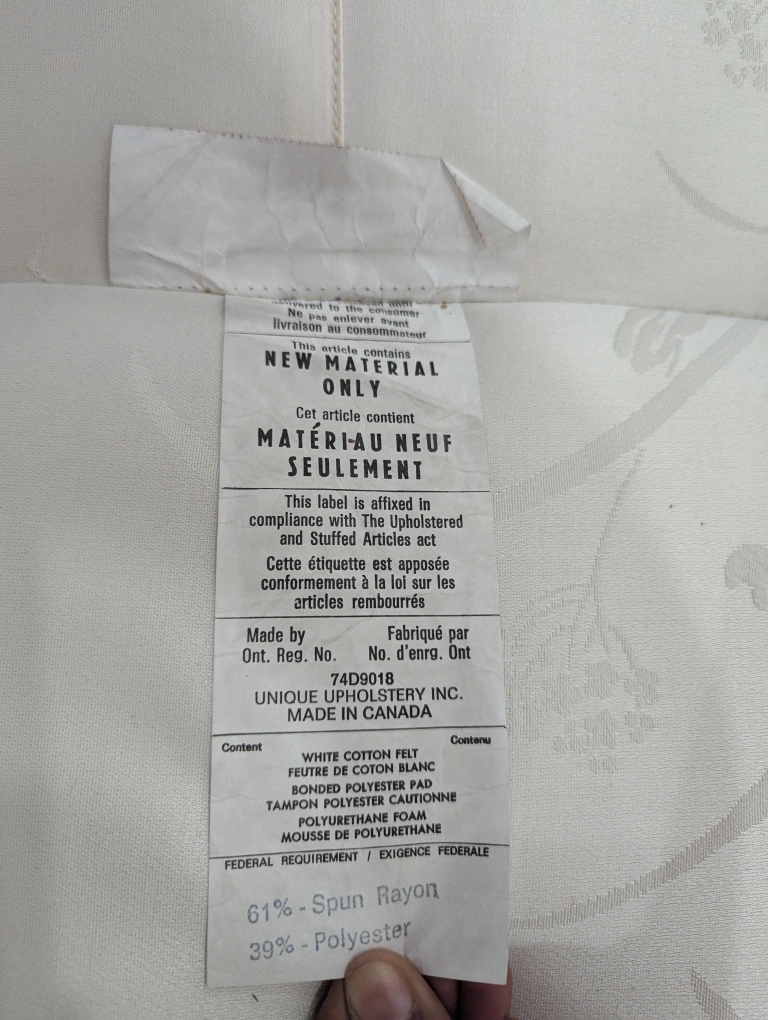 delivered to the consumer
Ne pas enlever avant
livraison au consommateur
This article contains
NEW MATERIAL
ONLY
Cet article contient
MATÉRIAU NEUF
SEULEMENT
This label is affixed in
compliance with The Upholstered
and Stuffed Articles act
Cette étiquette est apposée
conformement à la loi sur les
articles rembourrés
Made by Fabriqué par
Ont. Reg. No. No. d'enrg. Ont
74D9018
UNIQUE UPHOLSTERY INC.
MADE IN CANADA
Content Contenu
WHITE COTTON FELT
FEUTRE DE COTON BLANC
BONDED POLYESTER PAD
TAMPON POLYESTER CAUTIONNE
POLYURETHANE FOAM
MOUSSE DE POLYURETHANE
FEDERAL REQUIREMENT / EXIGENCE FEDERALE
61% - Spun Rayon
39% - Polyester